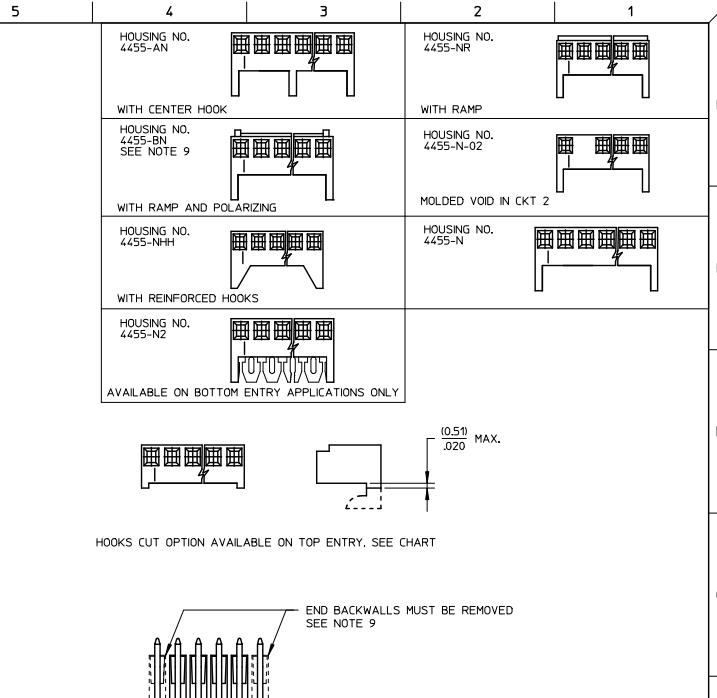 5 4 3 2 1
HOUSING NO.
4455-AN
WITH CENTER HOOK
HOUSING NO.
4455-NR
WITH RAMP
HOUSING NO.
4455-BN
SEE NOTE 9
WITH RAMP AND POLARIZING
HOUSING NO.
4455-N-02
MOLDED VOID IN CKT 2
HOUSING NO.
4455-NHH
WITH REINFORCED HOOKS
HOUSING NO.
4455-N
HOUSING NO.
4455-N2
AVAILABLE ON BOTTOM ENTRY APPLICATIONS ONLY
(0.51)
.020 MAX.
HOOKS CUT OPTION AVAILABLE ON TOP ENTRY, SEE CHART
END BACKWALLS MUST BE REMOVED
SEE NOTE 9